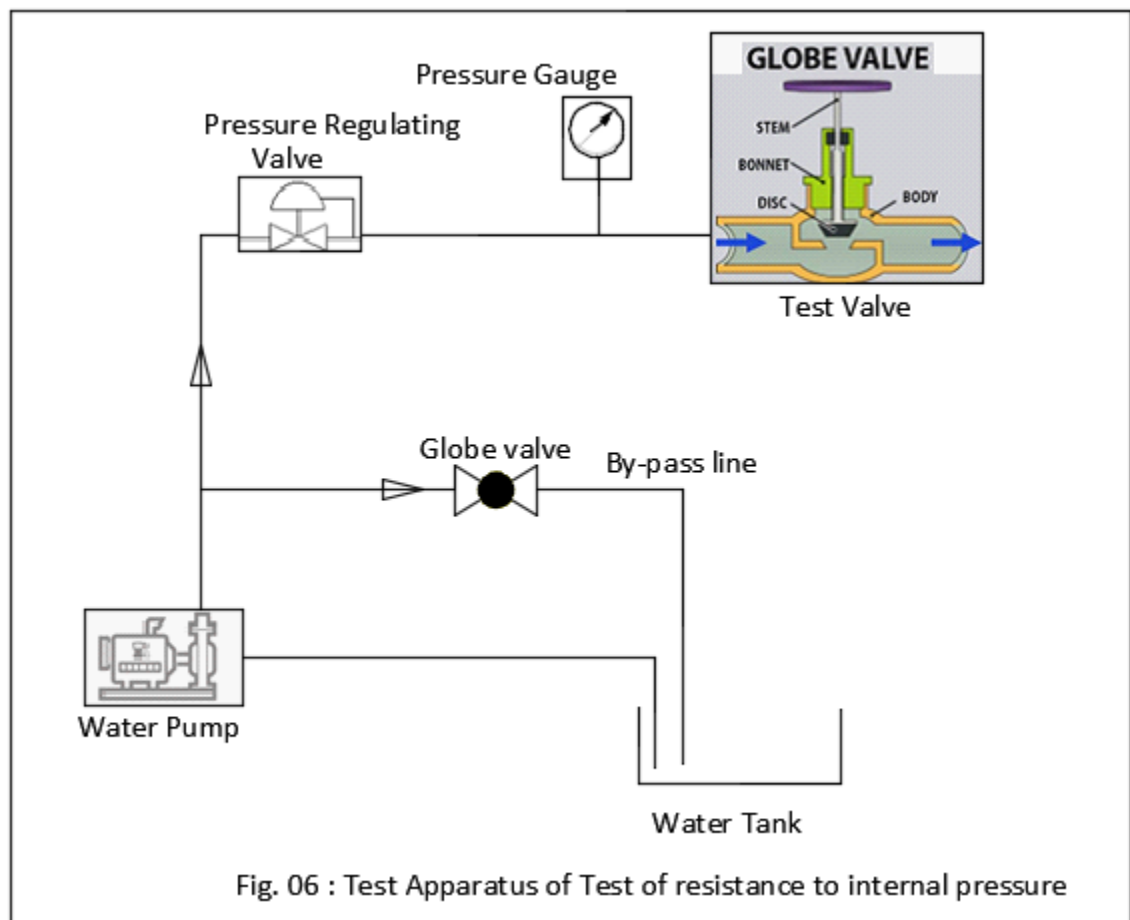 GLOBE VALVE
Pressure Gauge
STEM
Pressure Regulating
Valve
BONNET
DISC
BODY
Test Valve
Globe valve
By-pass line
Water Pump
Water Tank
Fig. 06 : Test Apparatus of Test of resistance to internal pressure